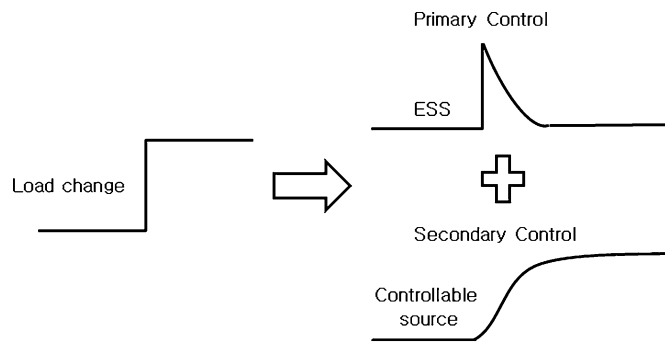 Primary Control
ESS
Load change
Secondary Control
Controllable
source